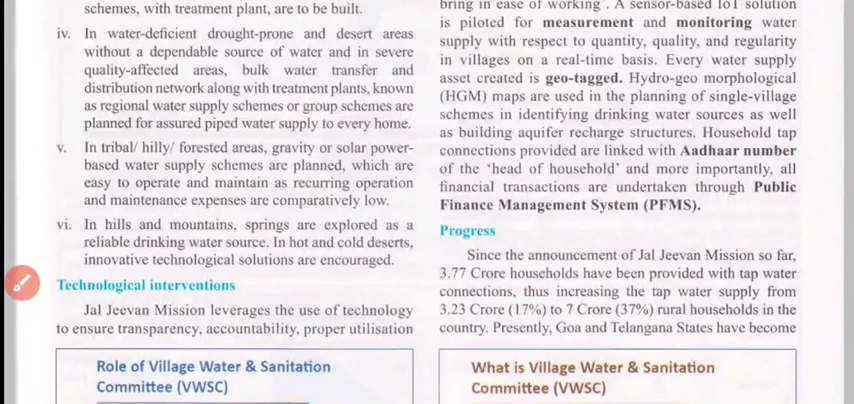 schemes, with treatment plant, are to be built.
iv. In water-deficient drought-prone and desert areas
without a dependable source of water and in severe
quality-affected areas, bulk water transfer and
distribution network along with treatment plants, known
as regional water supply schemes or group schemes are
planned for assured piped water supply to every home.
v. In tribal/ hilly/ forested areas, gravity or solar power-
based water supply schemes are planned, which are
easy to operate and maintain as recurring operation
and maintenance expenses are comparatively low.
vi. In hills and mountains, springs are explored as a
reliable drinking water source. In hot and cold deserts,
innovative technological solutions are encouraged.
Technological interventions
Jal Jeevan Mission leverages the use of technology
to ensure transparency, accountability, proper utilisation
Role of Village Water & Sanitation
Committee (VWSC)
bring in ease of working'. A sensor-based IoT solution
is piloted for measurement and monitoring water
supply with respect to quantity, quality, and regularity
in villages on a real-time basis. Every water supply
asset created is geo-tagged. Hydro-geo morphological
(HGM) maps are used in the planning of single-village
schemes in identifying drinking water sources as well
as building aquifer recharge structures. Household tap
connections provided are linked with Aadhaar number
of the 'head of household' and more importantly, all
financial transactions are undertaken through Public
Finance Management System (PFMS).
Progress
Since the announcement of Jal Jeevan Mission so far,
3.77 Crore households have been provided with tap water
connections, thus increasing the tap water supply from
3.23 Crore (17%) to 7 Crore (37%) rural households in the
country. Presently, Goa and Telangana States have become
What is Village Water & Sanitation
Committee (VWSC)